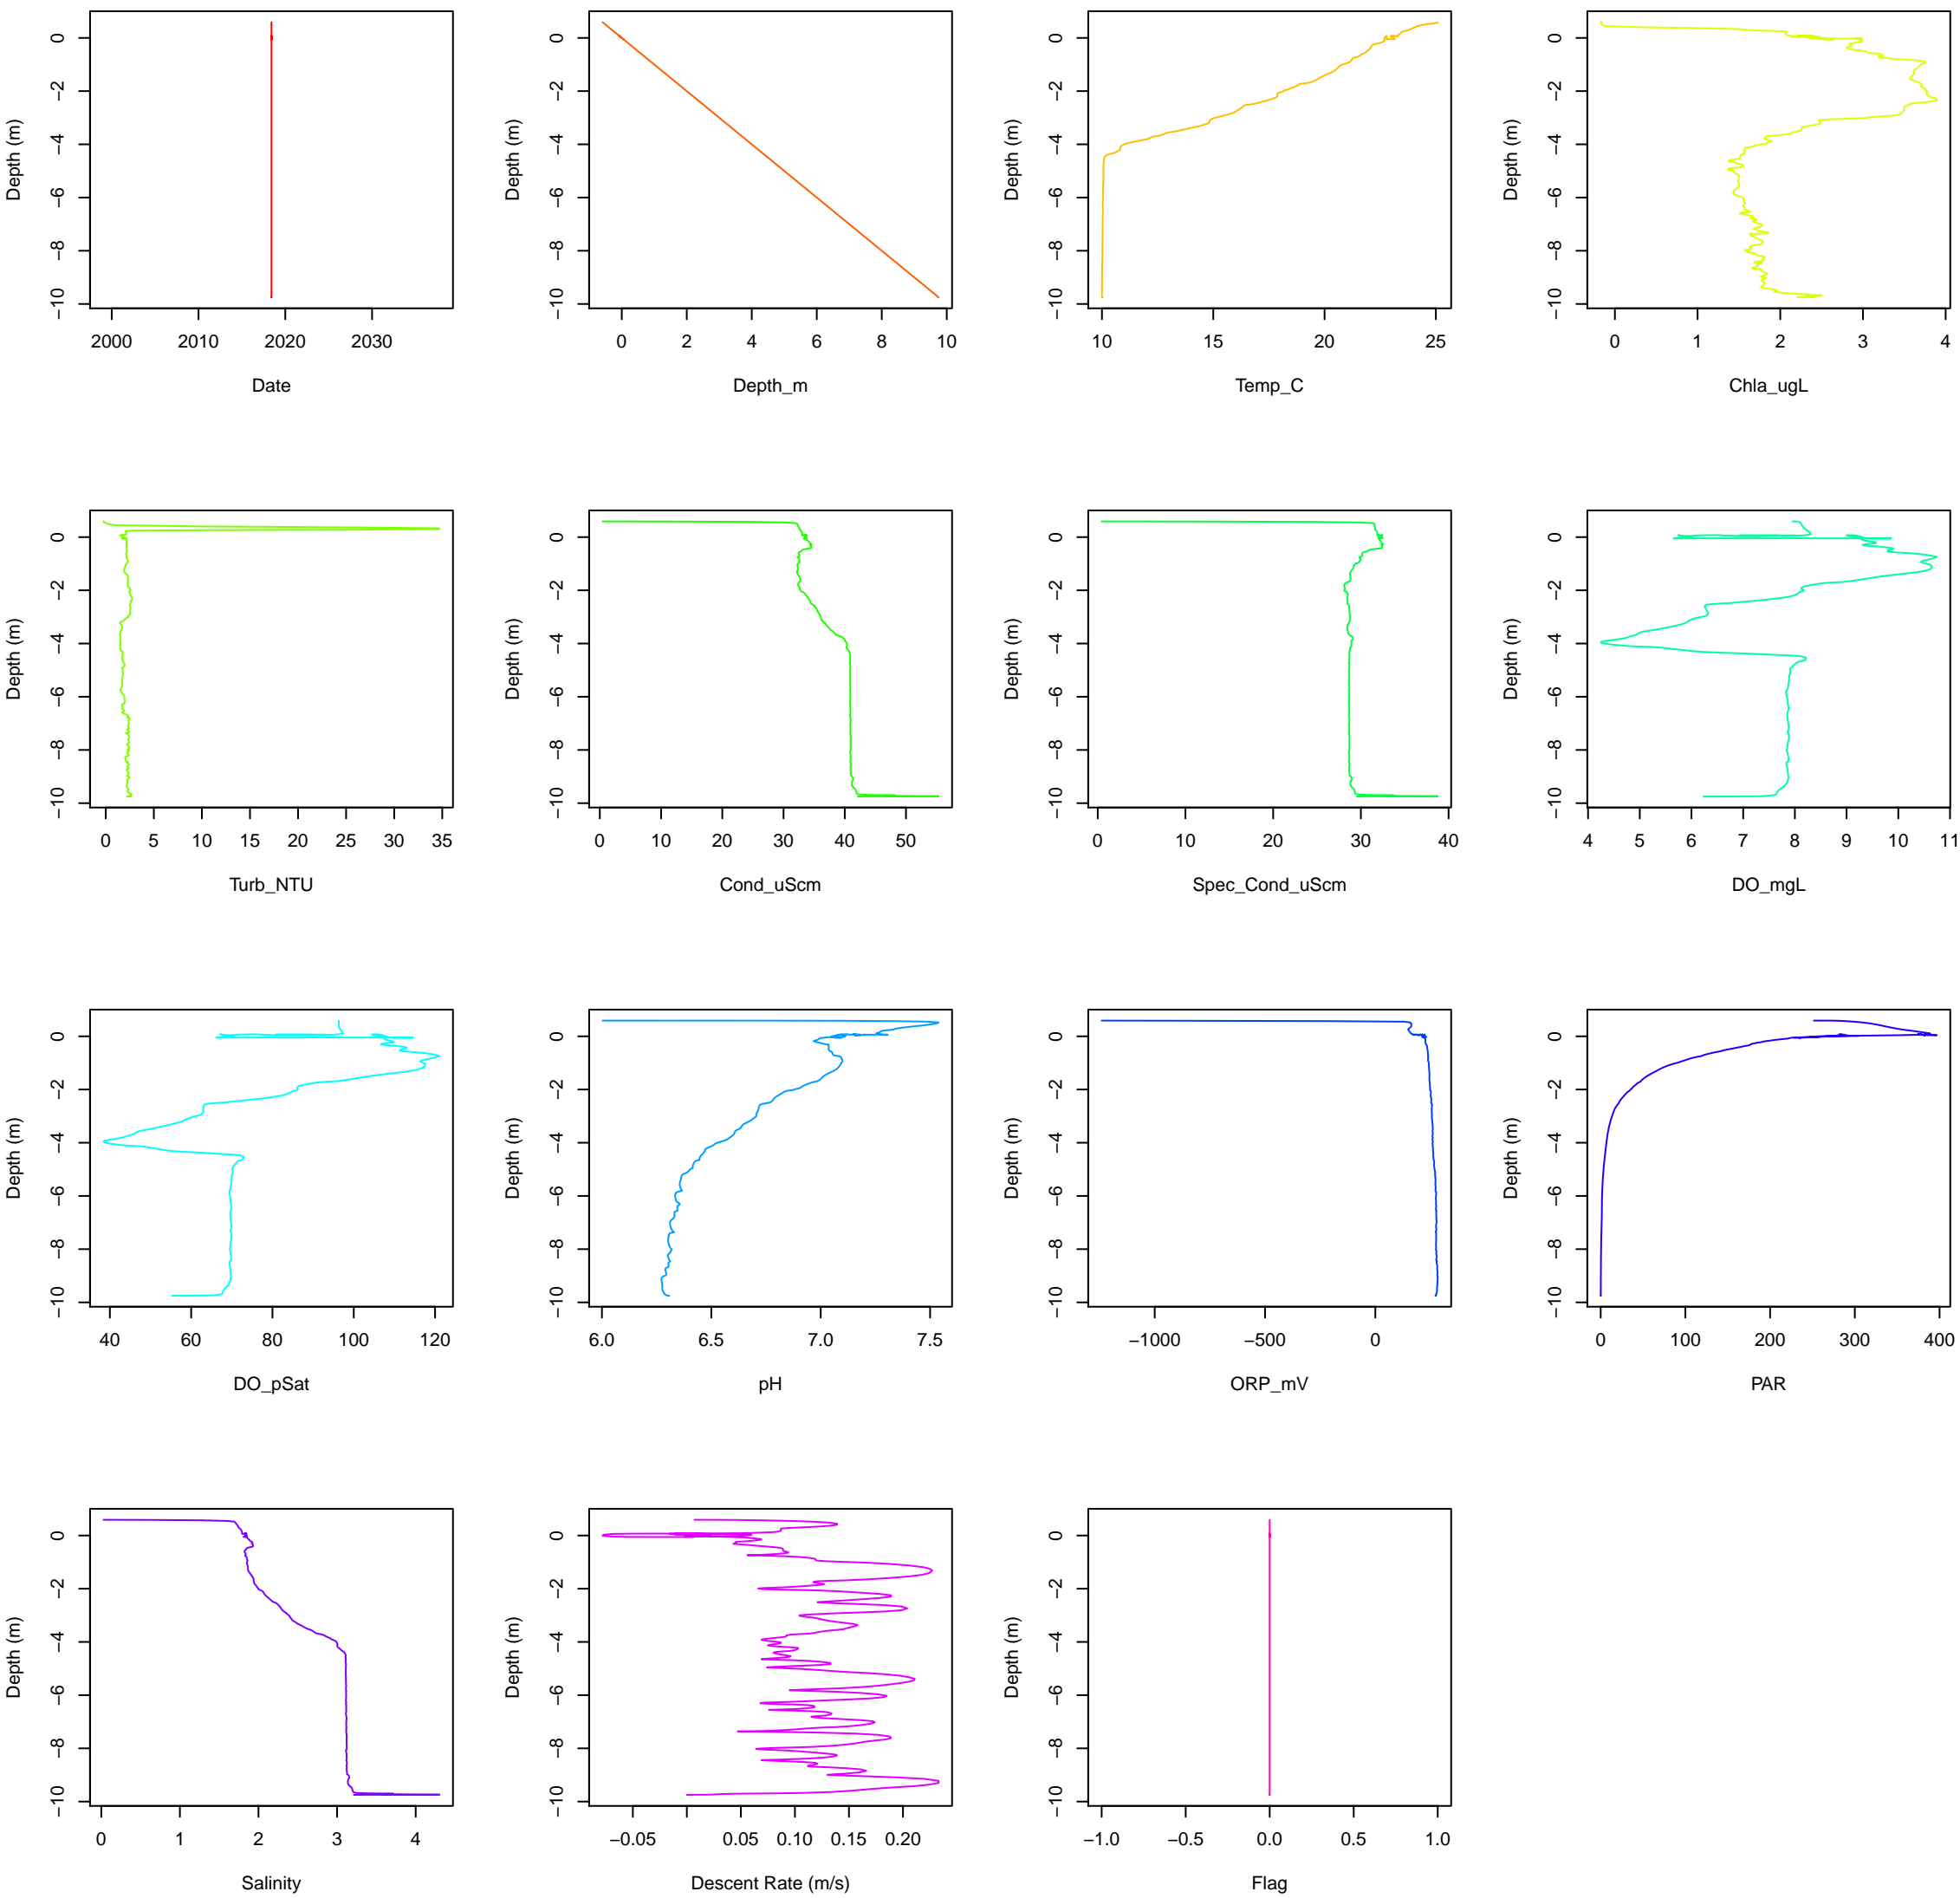 Depth (m)
0
−2
−4
−6
−8
−10
2000 2010 2020 2030
Date
Depth (m)
0
−2
−4
−6
−8
−10
0 2 4 6 8 10
Depth_m
Depth (m)
0
−2
−4
−6
−8
−10
10 15 20 25
Temp_C
Depth (m)
0
−2
−4
−6
−8
−10
0 1 2 3 4
Chla_ugL
Depth (m)
0
−2
−4
−6
−8
−10
0 5 10 15 20 25 30 35
Turb_NTU
Depth (m)
0
−2
−4
−6
−8
−10
0 10 20 30 40 50
Cond_uScm
Depth (m)
0
−2
−4
−6
−8
−10
0 10 20 30 40
Spec_Cond_uScm
Depth (m)
0
−2
−4
−6
−8
−10
4 5 6 7 8 9 10 11
DO_mgL
Depth (m)
0
−2
−4
−6
−8
−10
40 60 80 100 120
DO_pSat
Depth (m)
0
−2
−4
−6
−8
−10
6.0 6.5 7.0 7.5
pH
Depth (m)
0
−2
−4
−6
−8
−10
−1000 −500 0
ORP_mV
Depth (m)
0
−2
−4
−6
−8
−10
0 100 200 300 400
PAR
Depth (m)
0
−2
−4
−6
−8
−10
0 1 2 3 4
Salinity
Depth (m)
0
−2
−4
−6
−8
−10
−0.05 0.05 0.10 0.15 0.20
Descent Rate (m/s)
Depth (m)
0
−2
−4
−6
−8
−10
−1.0 −0.5 0.0 0.5 1.0
Flag